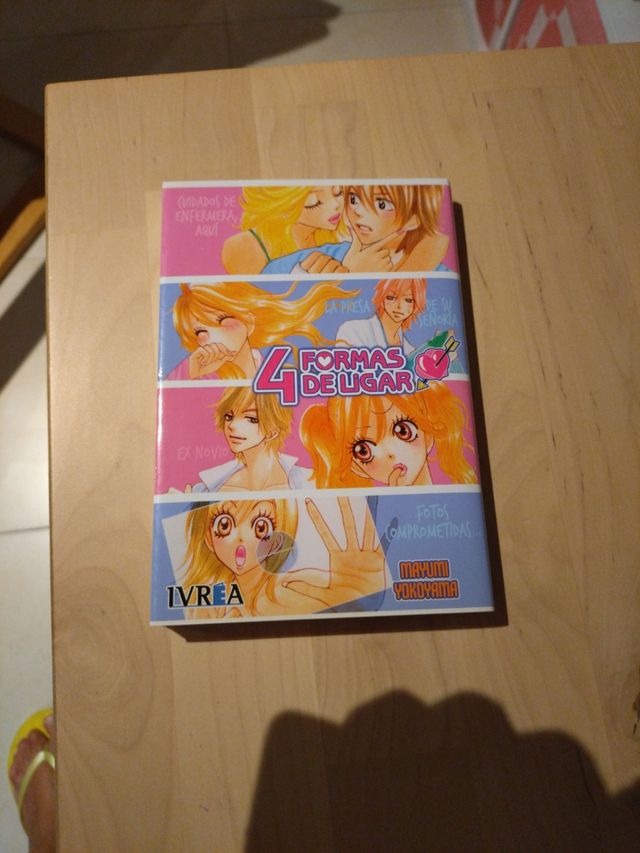 CUIDADOS DE
ENFERMERA,
AQUÍ
LA PRESA DE SU
MENORÍA
4 FORMAS
DE LIGAR
EX NOVIO
FOTOS
COMPROMETIDAS...
MAYUMI
YOKOYAMA
IVREA